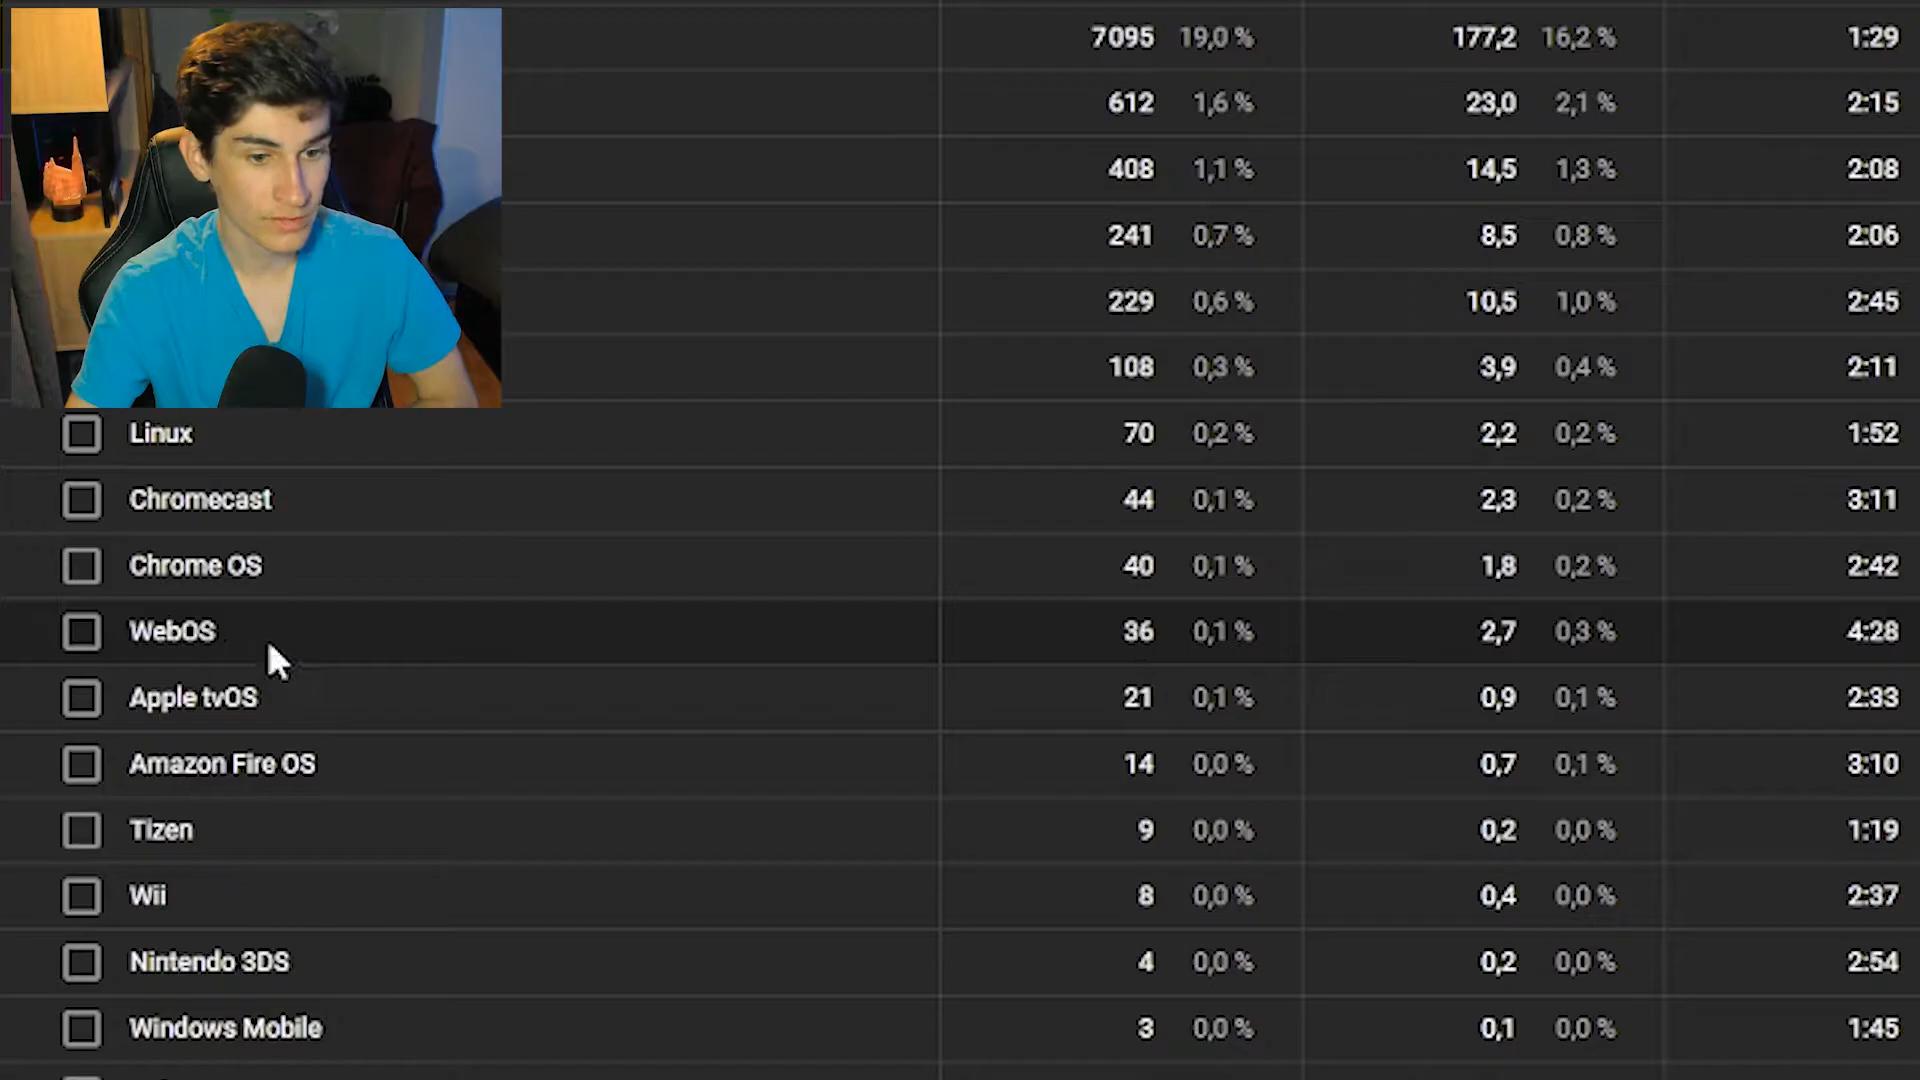 7095 19,0 % 177,2 16,2 % 1:29
612 1,6 % 23,0 2,1 % 2:15
408 1,1 % 14,5 1,3 % 2:08
241 0,7 % 8,5 0,8 % 2:06
229 0,6 % 10,5 1,0 % 2:45
108 0,3 % 3,9 0,4 % 2:11
Linux 70 0,2 % 2,2 0,2 % 1:52
Chromecast 44 0,1 % 2,3 0,2 % 3:11
Chrome OS 40 0,1 % 1,8 0,2 % 2:42
WebOS 36 0,1 % 2,7 0,3 % 4:28
Apple tvOS 21 0,1 % 0,9 0,1 % 2:33
Amazon Fire OS 14 0,0 % 0,7 0,1 % 3:10
Tizen 9 0,0 % 0,2 0,0 % 1:19
Wii 8 0,0 % 0,4 0,0 % 2:37
Nintendo 3DS 4 0,0 % 0,2 0,0 % 2:54
Windows Mobile 3 0,0 % 0,1 0,0 % 1:45